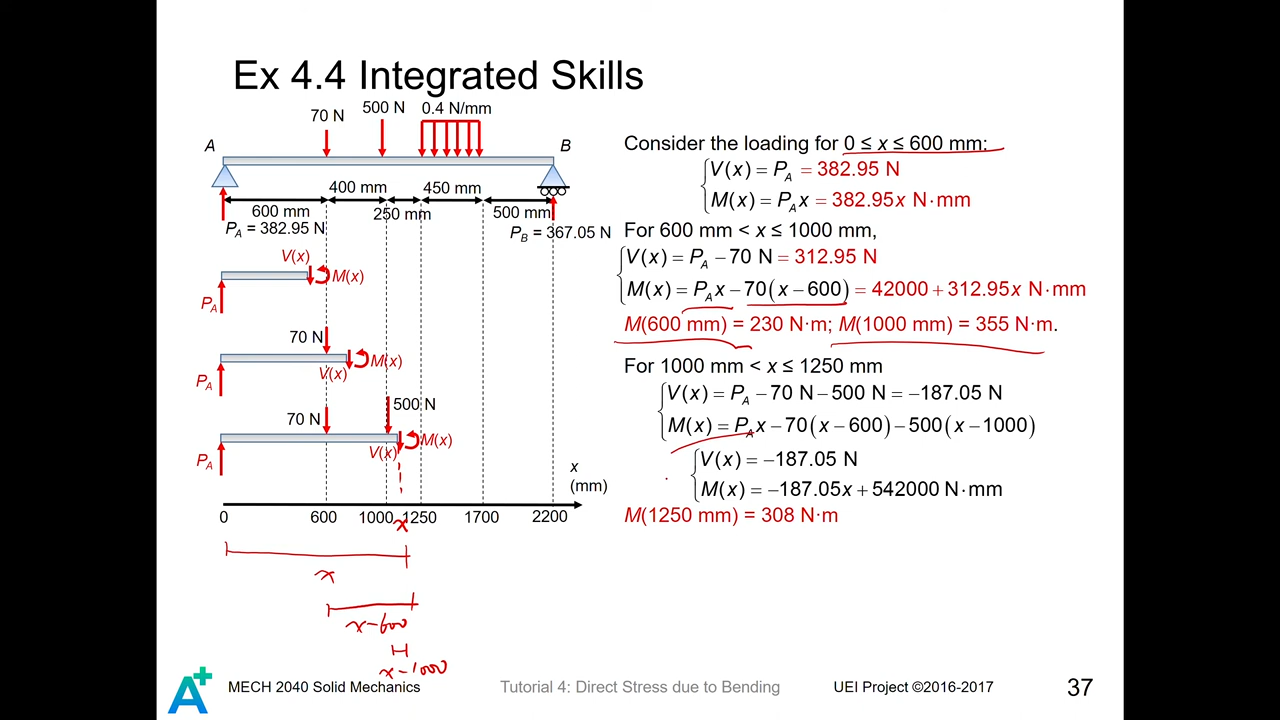 Ex 4.4 Integrated Skills
70 N
500 N
0.4 N/mm
A
B
400 mm
450 mm
600 mm
250 mm
500 mm
P_A = 382.95 N
P_B = 367.05 N
V(x)
M(x)
P_A
70 N
M(x)
V(x)
P_A
500 N
70 N
M(x)
V(x)
P_A
x
(mm)
0
600
1000
1250
1700
2200
x
x
x-600
x-1000
Consider the loading for 0 ≤ x ≤ 600 mm:
V(x) = P_A = 382.95 N
M(x) = P_A x = 382.95x N·mm
For 600 mm < x ≤ 1000 mm,
V(x) = P_A − 70 N = 312.95 N
M(x) = P_A x − 70(x − 600) = 42000 + 312.95x N·mm
M(600 mm) = 230 N·m; M(1000 mm) = 355 N·m.
For 1000 mm < x ≤ 1250 mm
V(x) = P_A − 70 N − 500 N = −187.05 N
M(x) = P_A x − 70(x − 600) − 500(x − 1000)
V(x) = −187.05 N
M(x) = −187.05x + 542000 N·mm
M(1250 mm) = 308 N·m
A+
MECH 2040 Solid Mechanics
Tutorial 4: Direct Stress due to Bending
UEI Project ©2016-2017
37